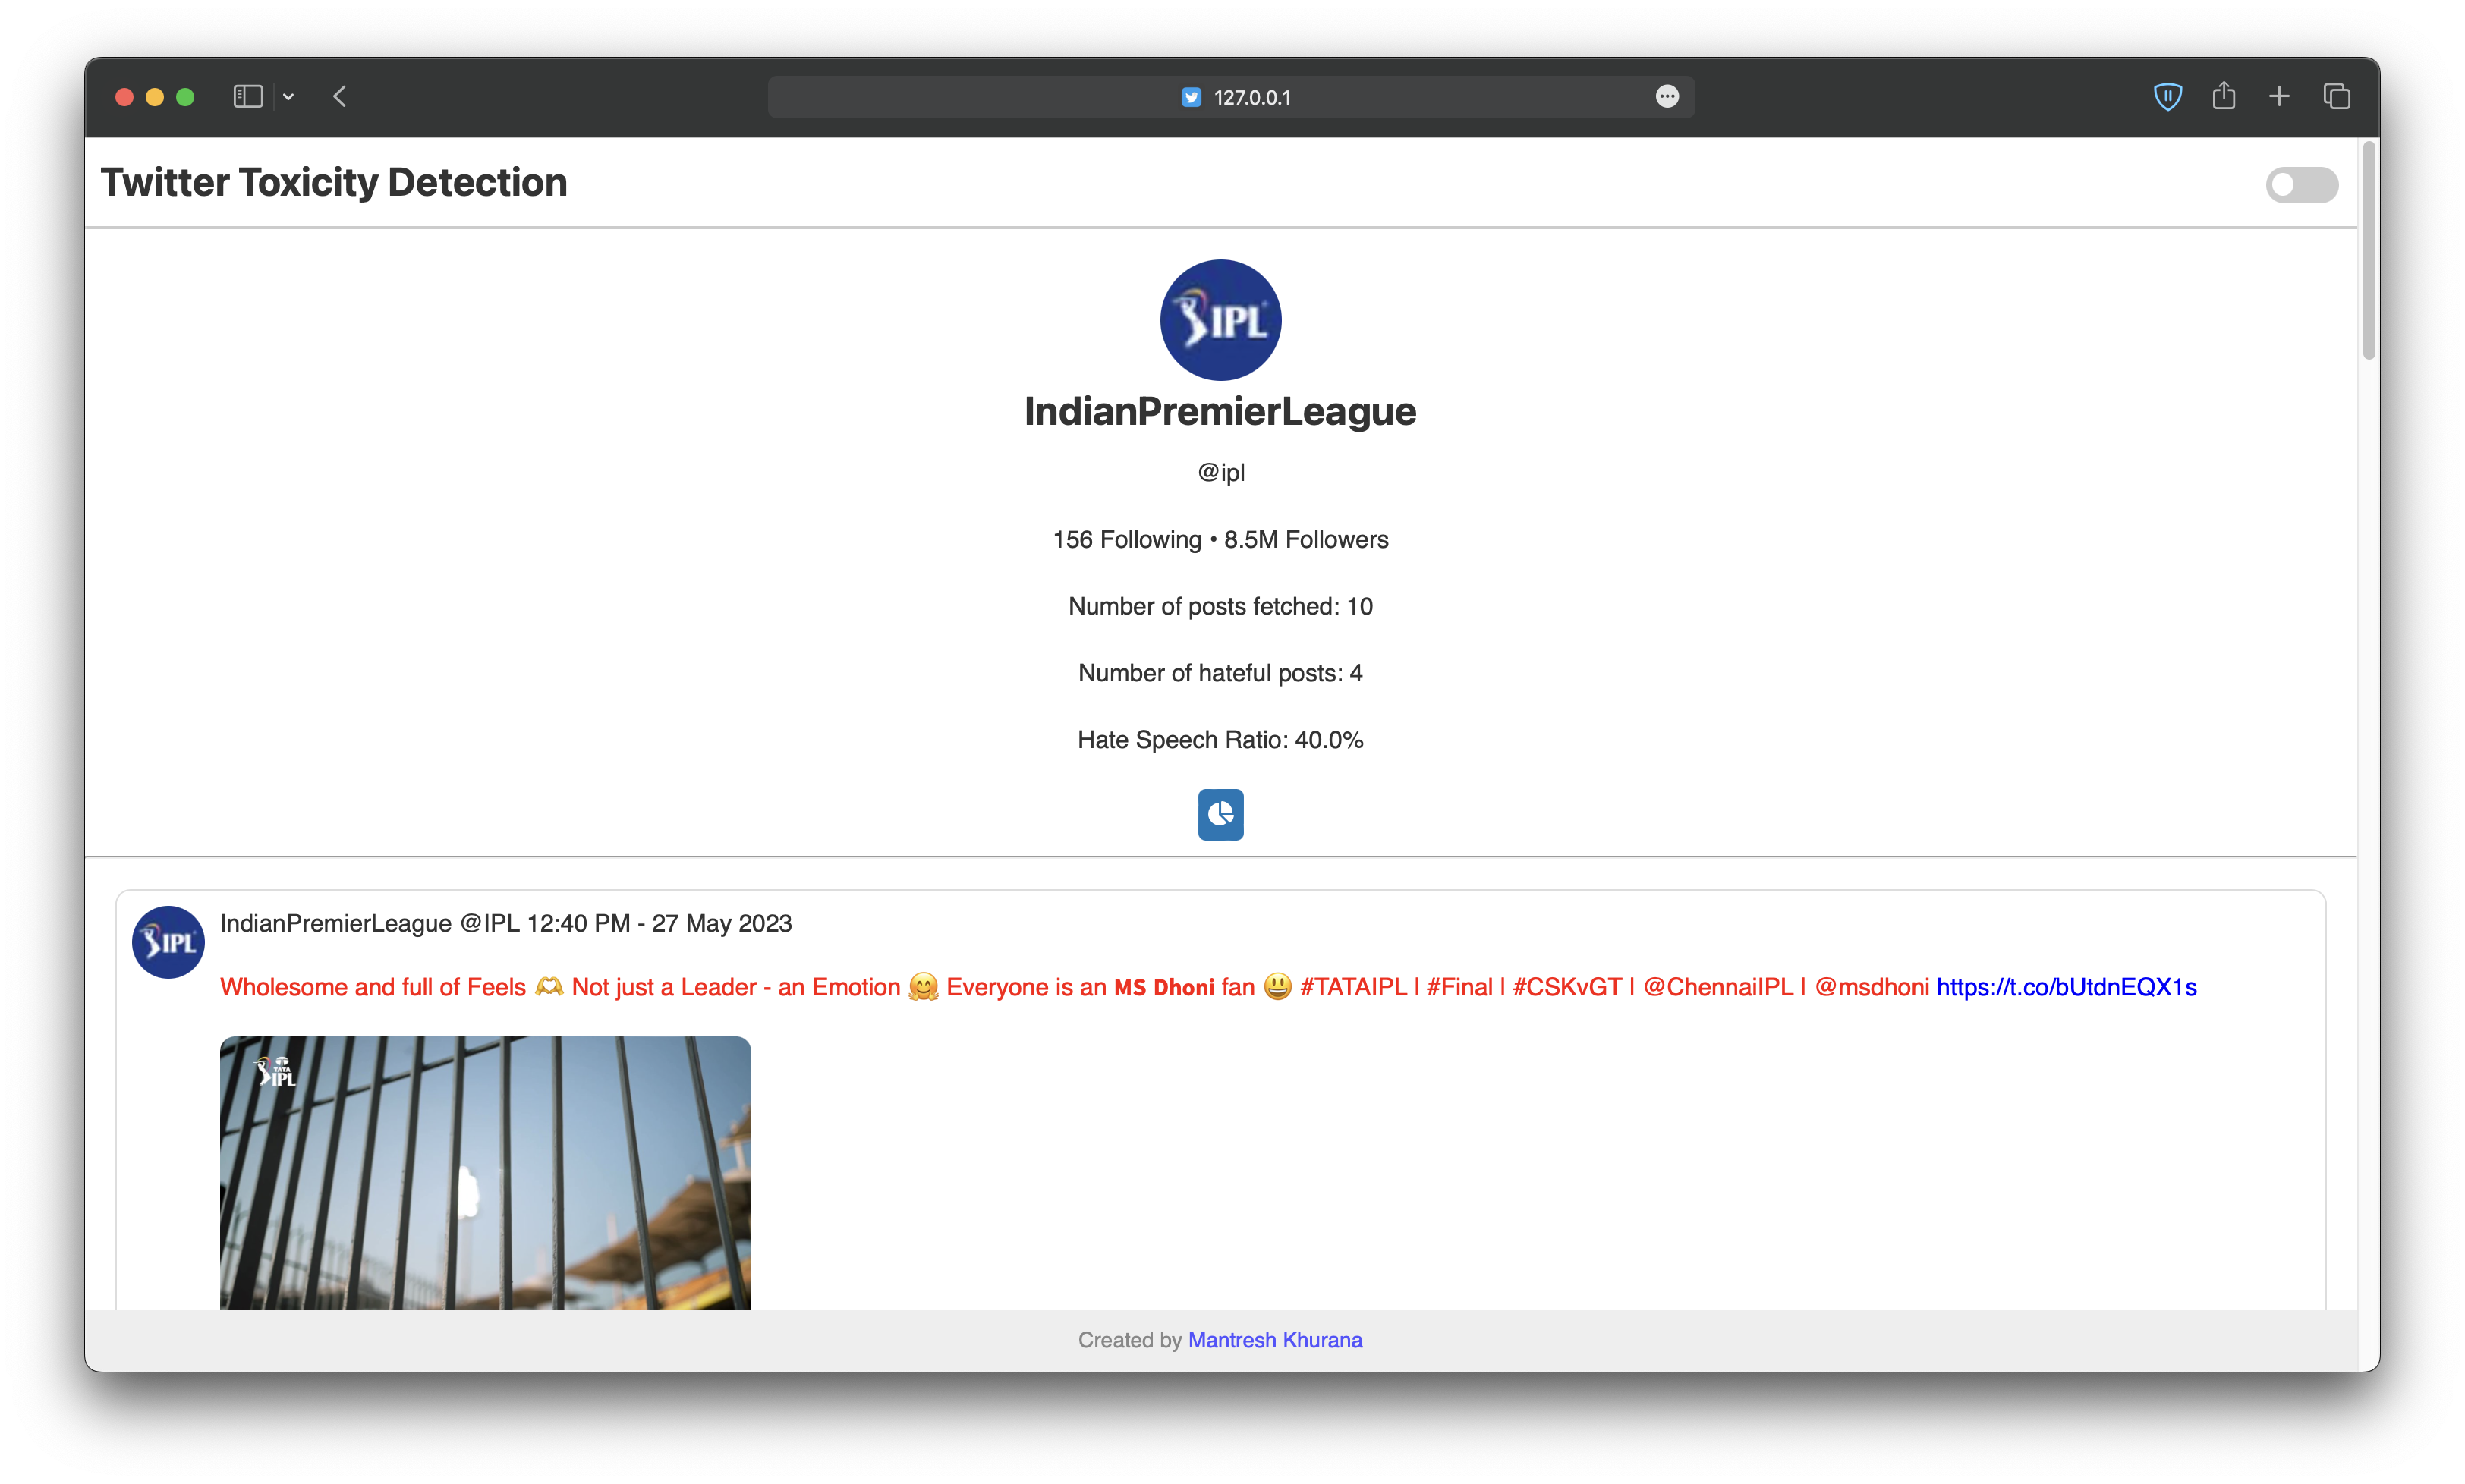 127.0.0.1
Twitter Toxicity Detection
IPL
IndianPremierLeague
@ipl
156 Following • 8.5M Followers
Number of posts fetched: 10
Number of hateful posts: 4
Hate Speech Ratio: 40.0%
IPL
IndianPremierLeague @IPL 12:40 PM - 27 May 2023
Wholesome and full of Feels 🫶 Not just a Leader - an Emotion 🤗 Everyone is an 𝗠𝗦 𝗗𝗵𝗼𝗻𝗶 fan 😃 #TATAIPL | #Final | #CSKvGT | @ChennaiIPL | @msdhoni https://t.co/bUtdnEQX1s
TATA
IPL
Created by Mantresh Khurana